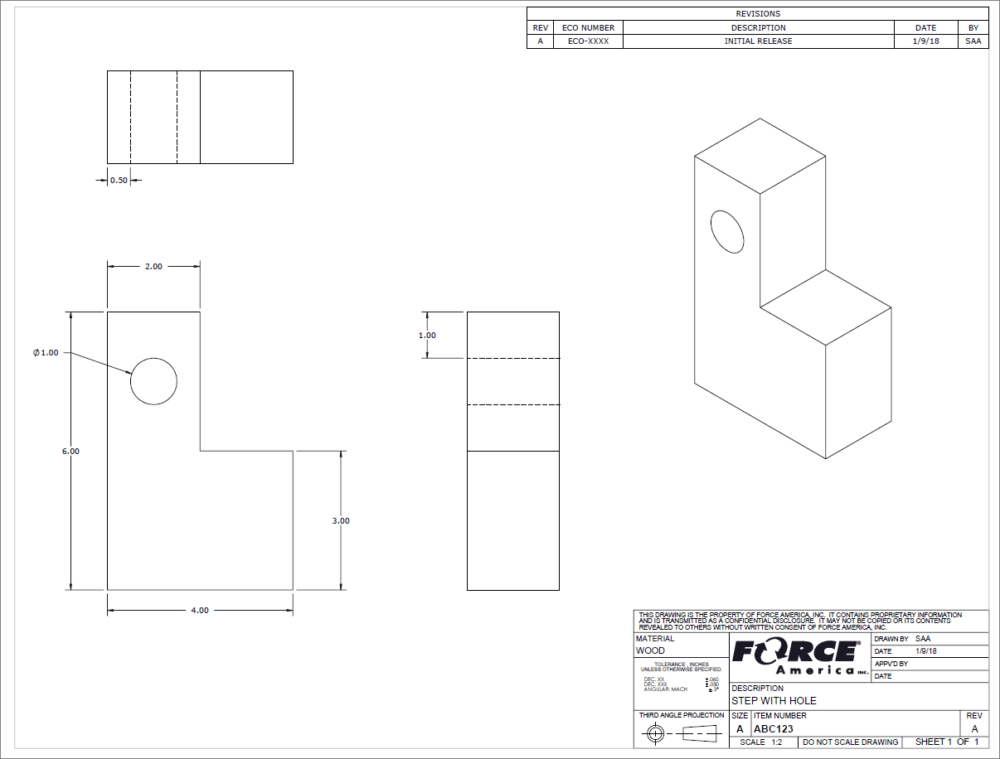 REVISIONS
REV ECO NUMBER DESCRIPTION DATE BY
A ECO-XXXX INITIAL RELEASE 1/9/18 SAA
0.50
2.00
1.00
Ø1.00
6.00
3.00
4.00
THIS DRAWING IS THE PROPERTY OF FORCE AMERICA, INC. IT CONTAINS PROPRIETARY INFORMATION
AND IS TRANSMITTED AS A CONFIDENTIAL DISCLOSURE. IT MAY NOT BE COPIED OR ITS CONTENTS
REVEALED TO OTHERS WITHOUT WRITTEN CONSENT OF FORCE AMERICA, INC.
MATERIAL
WOOD
TOLERANCE , INCHES
UNLESS OTHERWISE SPECIFIED.
DEC. XX ±.060
DEC. XXX ±.030
ANGULAR: MACH ± 3°
THIRD ANGLE PROJECTION
FORCE®
America INC.
DRAWN BY SAA
DATE 1/9/18
APPV'D BY
DATE
DESCRIPTION
STEP WITH HOLE
SIZE ITEM NUMBER REV
A ABC123 A
SCALE 1:2 DO NOT SCALE DRAWING SHEET 1 OF 1